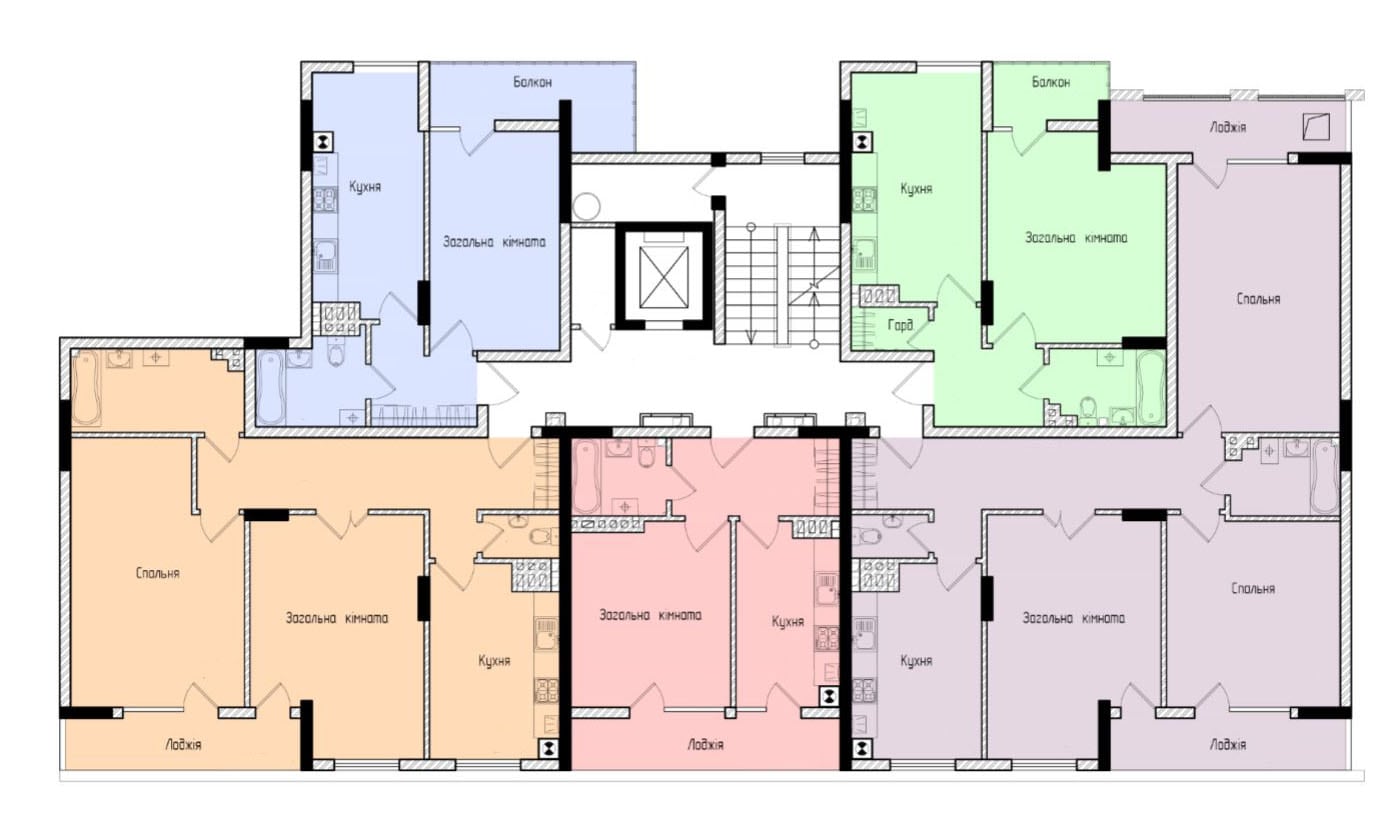 Балкон
Балкон
Лоджія
Кухня
Кухня
Загальна кімната
Загальна кімната
Спальня
Гард.
Спальня
Загальна кімната
Кухня
Загальна кімната
Кухня
Кухня
Загальна кімната
Спальня
Лоджія
Лоджія
Лоджія